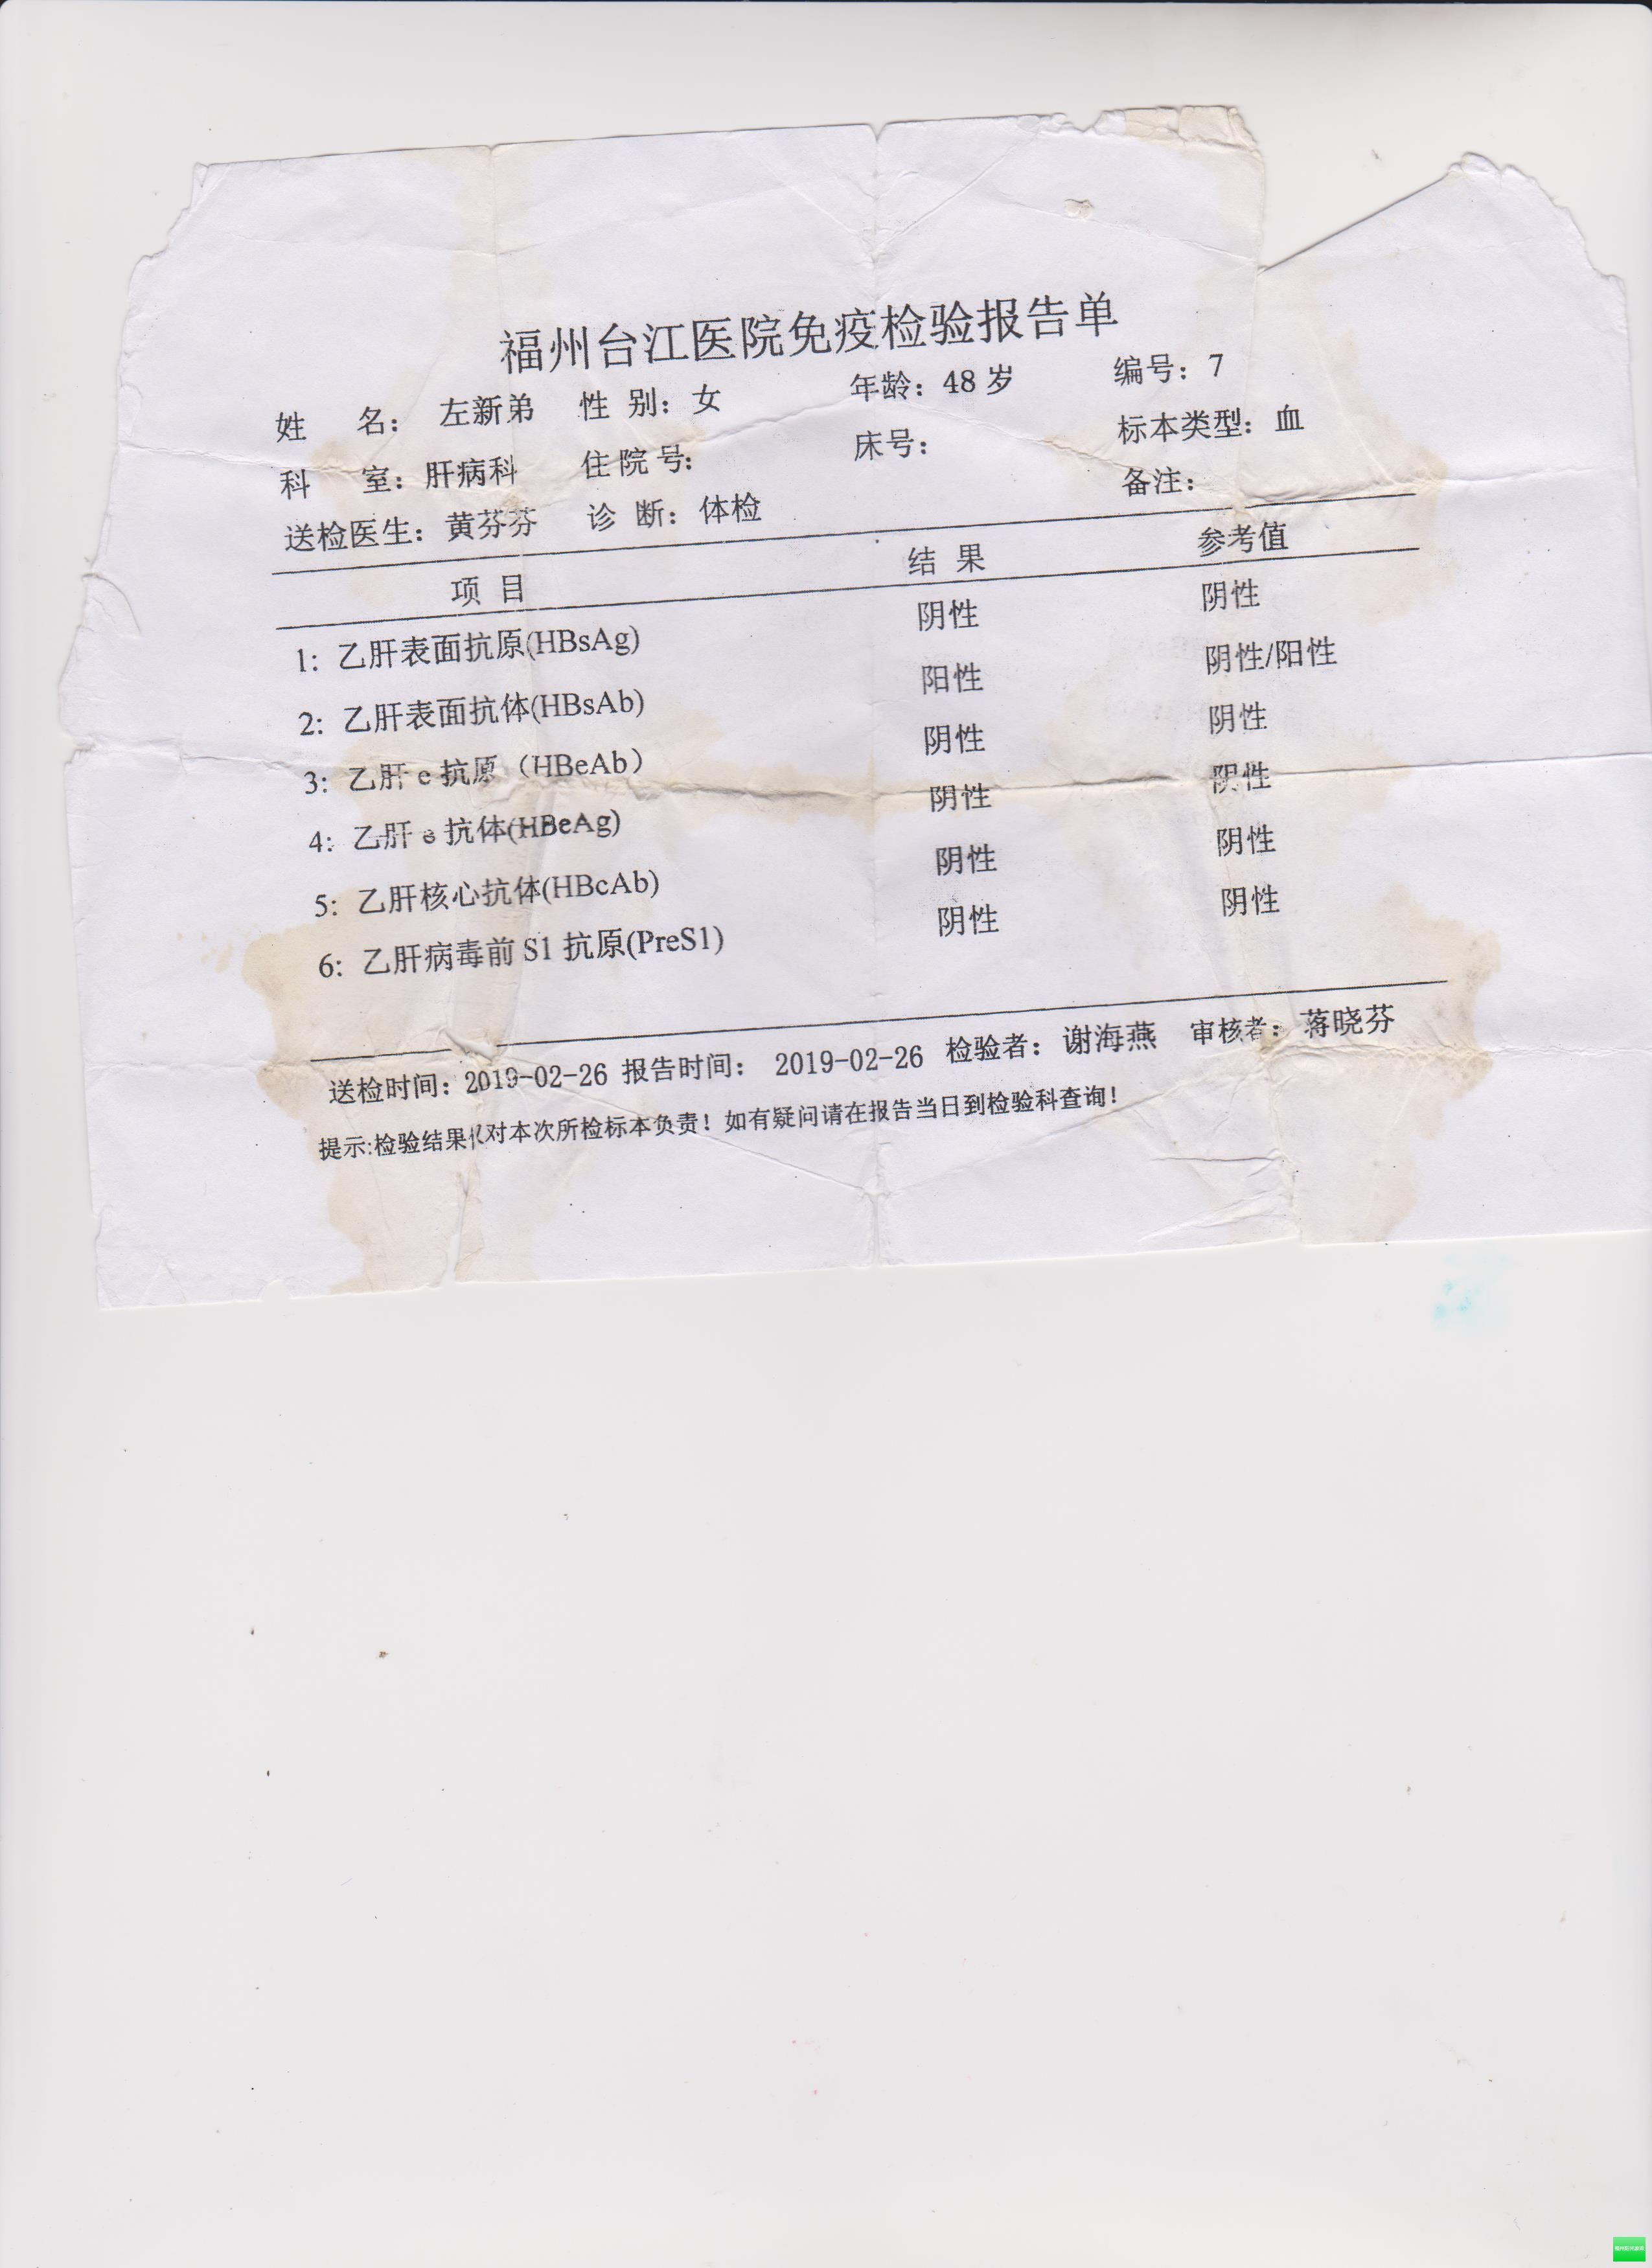 福州台江医院免疫检验报告单
姓 名： 左新弟 性 别：女 年龄：48 岁 编号：7
科 室：肝病科 住院号： 床号： 标本类型：血
送检医生：黄芬芬 诊 断：体检 备注：
项 目 结 果 参考值
1: 乙肝表面抗原(HBsAg) 阴性 阴性
2: 乙肝表面抗体(HBsAb) 阳性 阴性/阳性
3: 乙肝 e 抗原（HBeAb） 阴性 阴性
4: 乙肝 e 抗体(HBeAg) 阴性 阴性
5: 乙肝核心抗体(HBcAb) 阴性 阴性
6: 乙肝病毒前 S1 抗原(PreS1) 阴性 阴性
送检时间：2019-02-26 报告时间： 2019-02-26 检验者：谢海燕 审核者：蒋晓芬
提示:检验结果仅对本次所检标本负责！如有疑问请在报告当日到检验科查询！